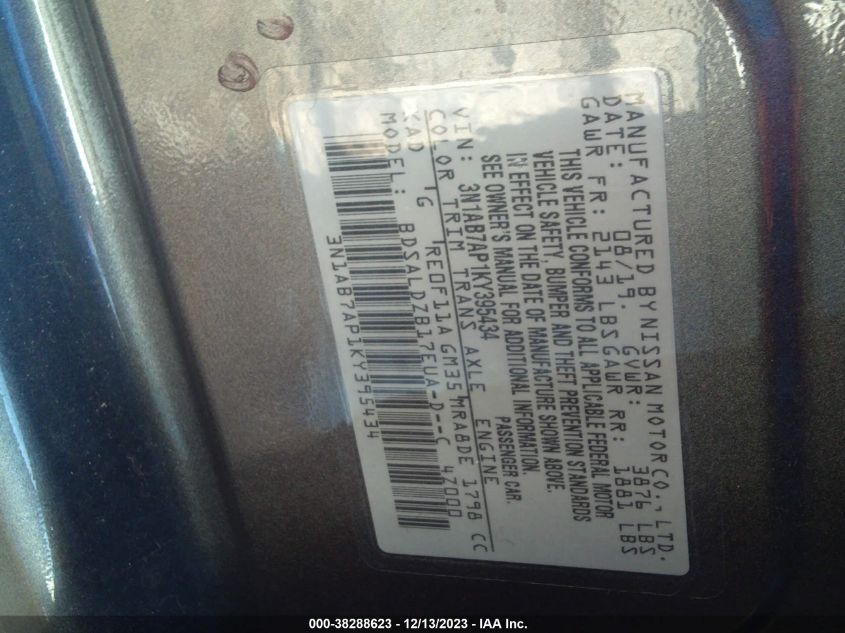 MANUFACTURED BY NISSAN MOTOR CO., LTD.
DATE: 08/19. GVWR: 3876 LBS
GAWR FR: 2143 LBS GAWR RR: 1881 LBS
THIS VEHICLE CONFORMS TO ALL APPLICABLE FEDERAL MOTOR
VEHICLE SAFETY, BUMPER AND THEFT PREVENTION STANDARDS
IN EFFECT ON THE DATE OF MANUFACTURE SHOWN ABOVE.
SEE OWNER'S MANUAL FOR ADDITIONAL INFORMATION.
VIN: 3N1AB7AP1KY395434 PASSENGER CAR.
COLOR TRIM TRANS AXLE ENGINE
KAD G RE0F11A GM35 MRA8DE 1798 CC
MODEL: BDSALDZB17EUA-D--C 4Z000
3N1AB7AP1KY395434
000-38288623 - 12/13/2023 - IAA Inc.